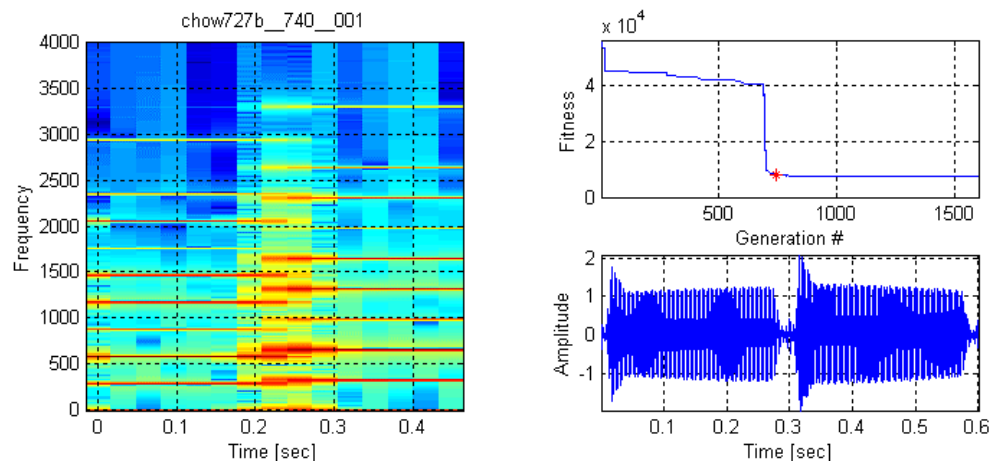 chow727b__740__001
4000
3500
3000
2500
2000
1500
1000
500
0
Frequency
0 0.1 0.2 0.3 0.4
Time [sec]
x 10^4
4
2
0
Fitness
500 1000 1500
Generation #
2
1
0
-1
Amplitude
0.1 0.2 0.3 0.4 0.5 0.6
Time [sec]